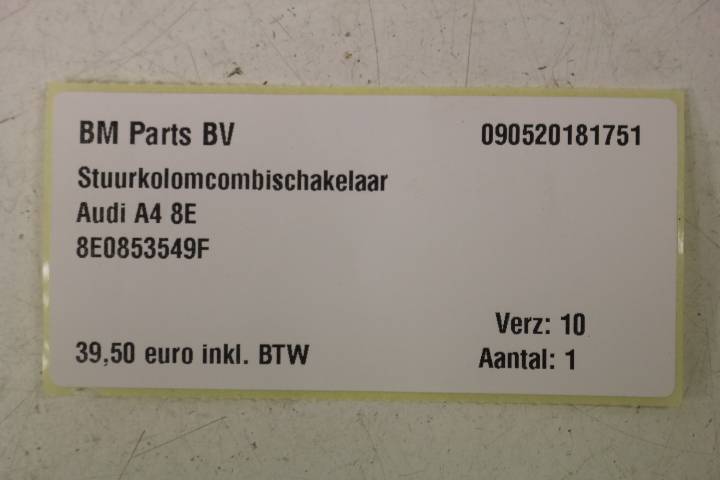 BM Parts BV 090520181751
Stuurkolomcombischakelaar
Audi A4 8E
8E0853549F
Verz: 10
39,50 euro inkl. BTW Aantal: 1